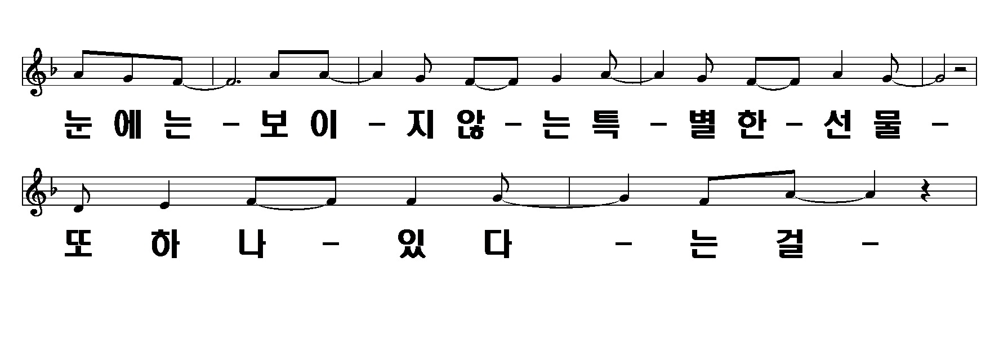 눈 에 는 - 보 이 - 지 않 - 는 특 - 별 한 - 선 물 -
또 하 나 - 있 다 - 는 걸 -